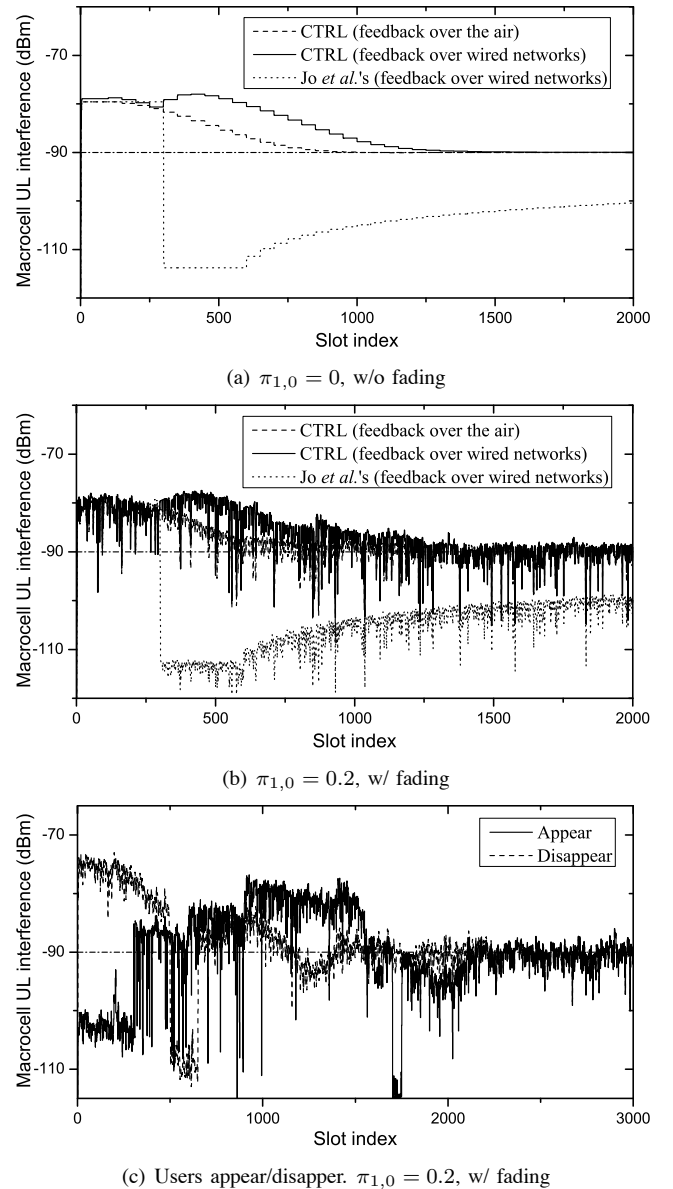 CTRL (feedback over the air)
CTRL (feedback over wired networks)
Jo et al.'s (feedback over wired networks)
Macrocell UL interference (dBm)
-70
-90
-110
0 500 1000 1500 2000
Slot index
(a) π1,0 = 0, w/o fading
CTRL (feedback over the air)
CTRL (feedback over wired networks)
Jo et al.'s (feedback over wired networks)
Macrocell UL interference (dBm)
-70
-90
-110
0 500 1000 1500 2000
Slot index
(b) π1,0 = 0.2, w/ fading
Appear
Disappear
Macrocell UL interference (dBm)
-70
-90
-110
0 1000 2000 3000
Slot index
(c) Users appear/disapper. π1,0 = 0.2, w/ fading